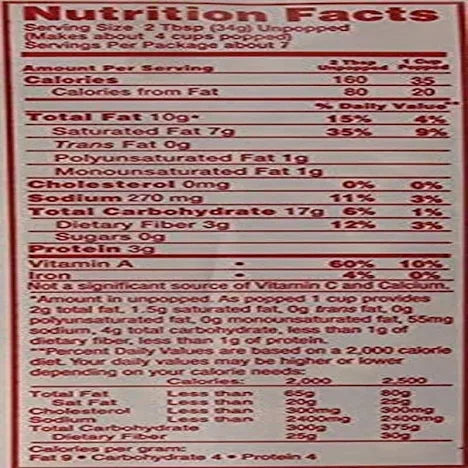 Nutrition Facts
Serving Size 2 Tbsp (34g) Unpopped
(Makes about 4 cups popped)
Servings Per Package about 7
2 Tbsp 1 Cup
Amount Per Serving Unpopped Popped
Calories 160 35
Calories from Fat 80 20
% Daily Value**
Total Fat 10g* 15% 4%
Saturated Fat 7g 35% 9%
Trans Fat 0g
Polyunsaturated Fat 1g
Monounsaturated Fat 1g
Cholesterol 0mg 0% 0%
Sodium 270 mg 11% 3%
Total Carbohydrate 17g 6% 1%
Dietary Fiber 3g 12% 3%
Sugars 0g
Protein 3g
Vitamin A • 60% 10%
Iron • 4% 0%
Not a significant source of Vitamin C and Calcium.
*Amount in unpopped. As popped 1 cup provides
2g total fat, 1.5g saturated fat, 0g trans fat, 0g
polyunsaturated fat, 0g monounsaturated fat, 55mg
sodium, 4g total carbohydrate, less than 1g of
dietary fiber, less than 1g of protein.
**Percent Daily Values are based on a 2,000 calorie
diet. Your daily values may be higher or lower
depending on your calorie needs:
Calories: 2,000 2,500
Total Fat Less than 65g 80g
Sat Fat Less than 20g 25g
Cholesterol Less than 300mg 300mg
Sodium Less than 2400mg 2400mg
Total Carbohydrate 300g 375g
Dietary Fiber 25g 30g
Calories per gram:
Fat 9 • Carbohydrate 4 • Protein 4